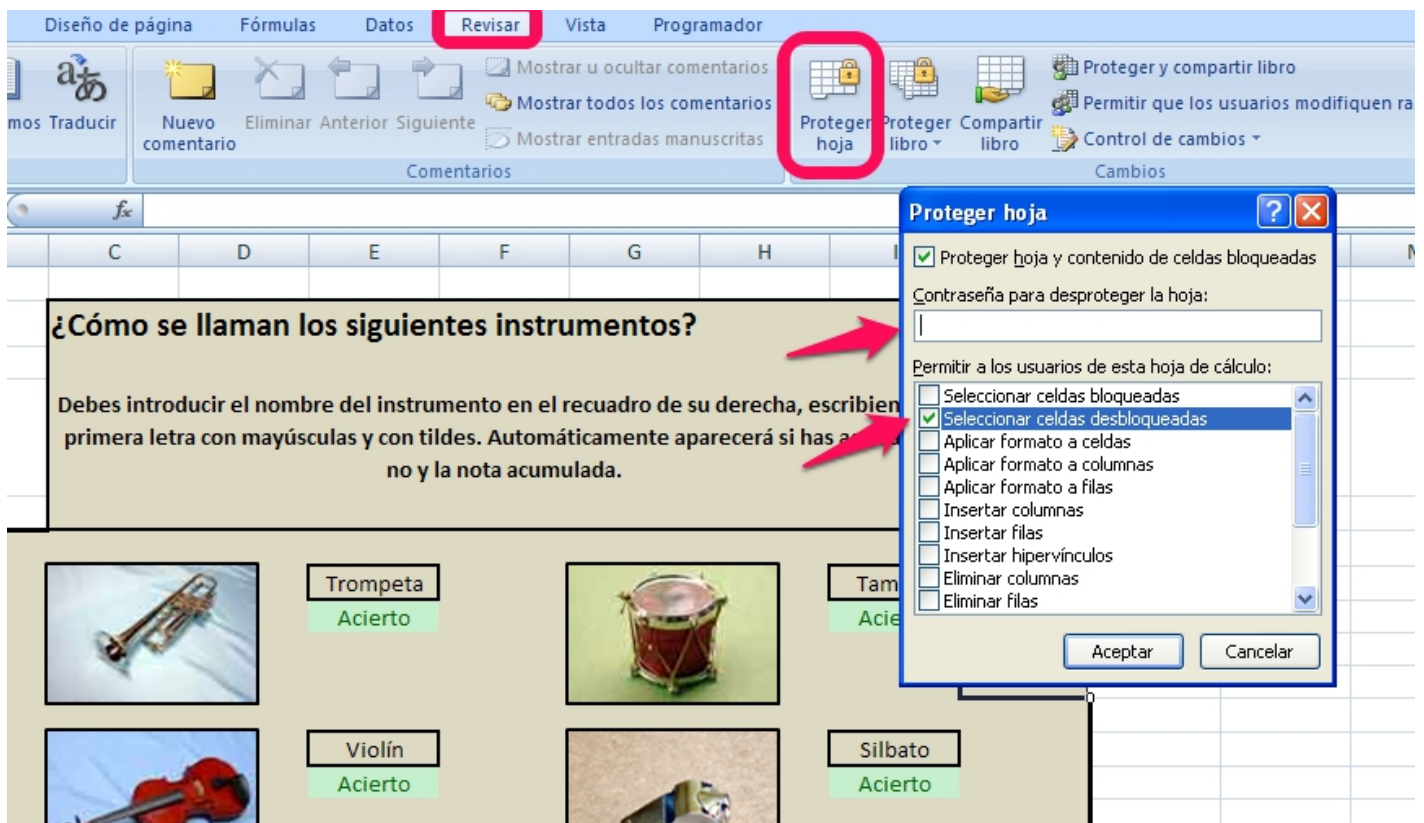 Diseño de página Fórmulas Datos Revisar Vista Programador
mos Traducir
Nuevo comentario
Eliminar Anterior Siguiente
Mostrar u ocultar comentarios
Mostrar todos los comentarios
Mostrar entradas manuscritas
Comentarios
Proteger hoja
Proteger libro
Compartir libro
Proteger y compartir libro
Permitir que los usuarios modifiquen ra
Control de cambios
Cambios
fx
C D E F G H
Proteger hoja
Proteger hoja y contenido de celdas bloqueadas
Contraseña para desproteger la hoja:
Permitir a los usuarios de esta hoja de cálculo:
Seleccionar celdas bloqueadas
Seleccionar celdas desbloqueadas
Aplicar formato a celdas
Aplicar formato a columnas
Aplicar formato a filas
Insertar columnas
Insertar filas
Insertar hipervínculos
Eliminar columnas
Eliminar filas
Aceptar Cancelar
¿Cómo se llaman los siguientes instrumentos?
Debes introducir el nombre del instrumento en el recuadro de su derecha, escribien
primera letra con mayúsculas y con tildes. Automáticamente aparecerá si has
no y la nota acumulada.
Trompeta Tam
Acierto Acie
Violín Silbato
Acierto Acierto